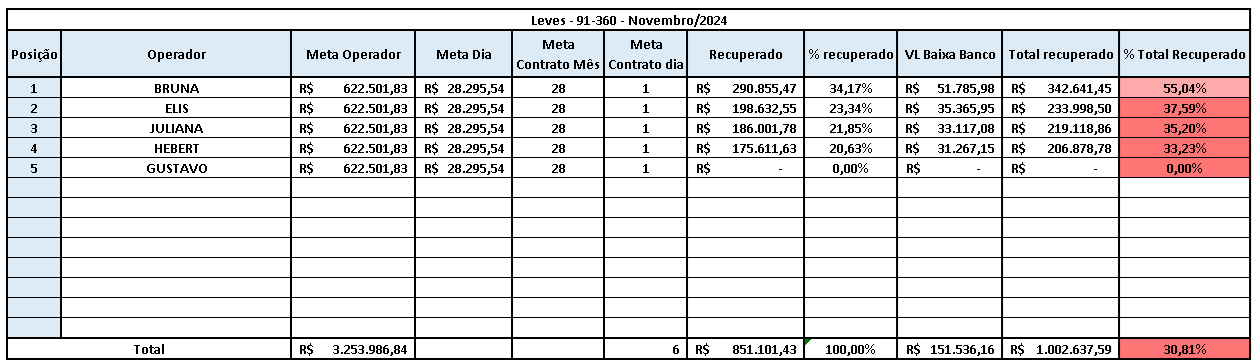 Leves - 91-360 - Novembro/2024
Posição Operador Meta Operador Meta Dia Meta Contrato Mês Meta Contrato dia Recuperado % recuperado VL Baixa Banco Total recuperado % Total Recuperado
1 BRUNA R$ 622.501,83 R$ 28.295,54 28 1 R$ 290.855,47 34,17% R$ 51.785,98 R$ 342.641,45 55,04%
2 ELIS R$ 622.501,83 R$ 28.295,54 28 1 R$ 198.632,55 23,34% R$ 35.365,95 R$ 233.998,50 37,59%
3 JULIANA R$ 622.501,83 R$ 28.295,54 28 1 R$ 186.001,78 21,85% R$ 33.117,08 R$ 219.118,86 35,20%
4 HEBERT R$ 622.501,83 R$ 28.295,54 28 1 R$ 175.611,63 20,63% R$ 31.267,15 R$ 206.878,78 33,23%
5 GUSTAVO R$ 622.501,83 R$ 28.295,54 28 1 R$ - 0,00% R$ - R$ - 0,00%
Total R$ 3.253.986,84 6 R$ 851.101,43 100,00% R$ 151.536,16 R$ 1.002.637,59 30,81%